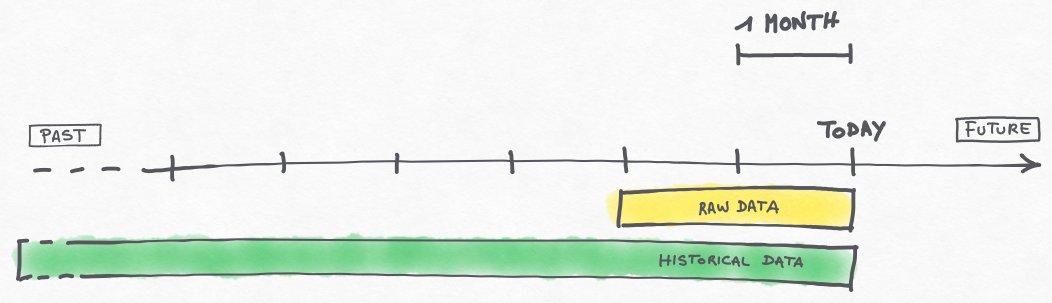 1 MONTH
PAST
TODAY
FUTURE
RAW DATA
HISTORICAL DATA